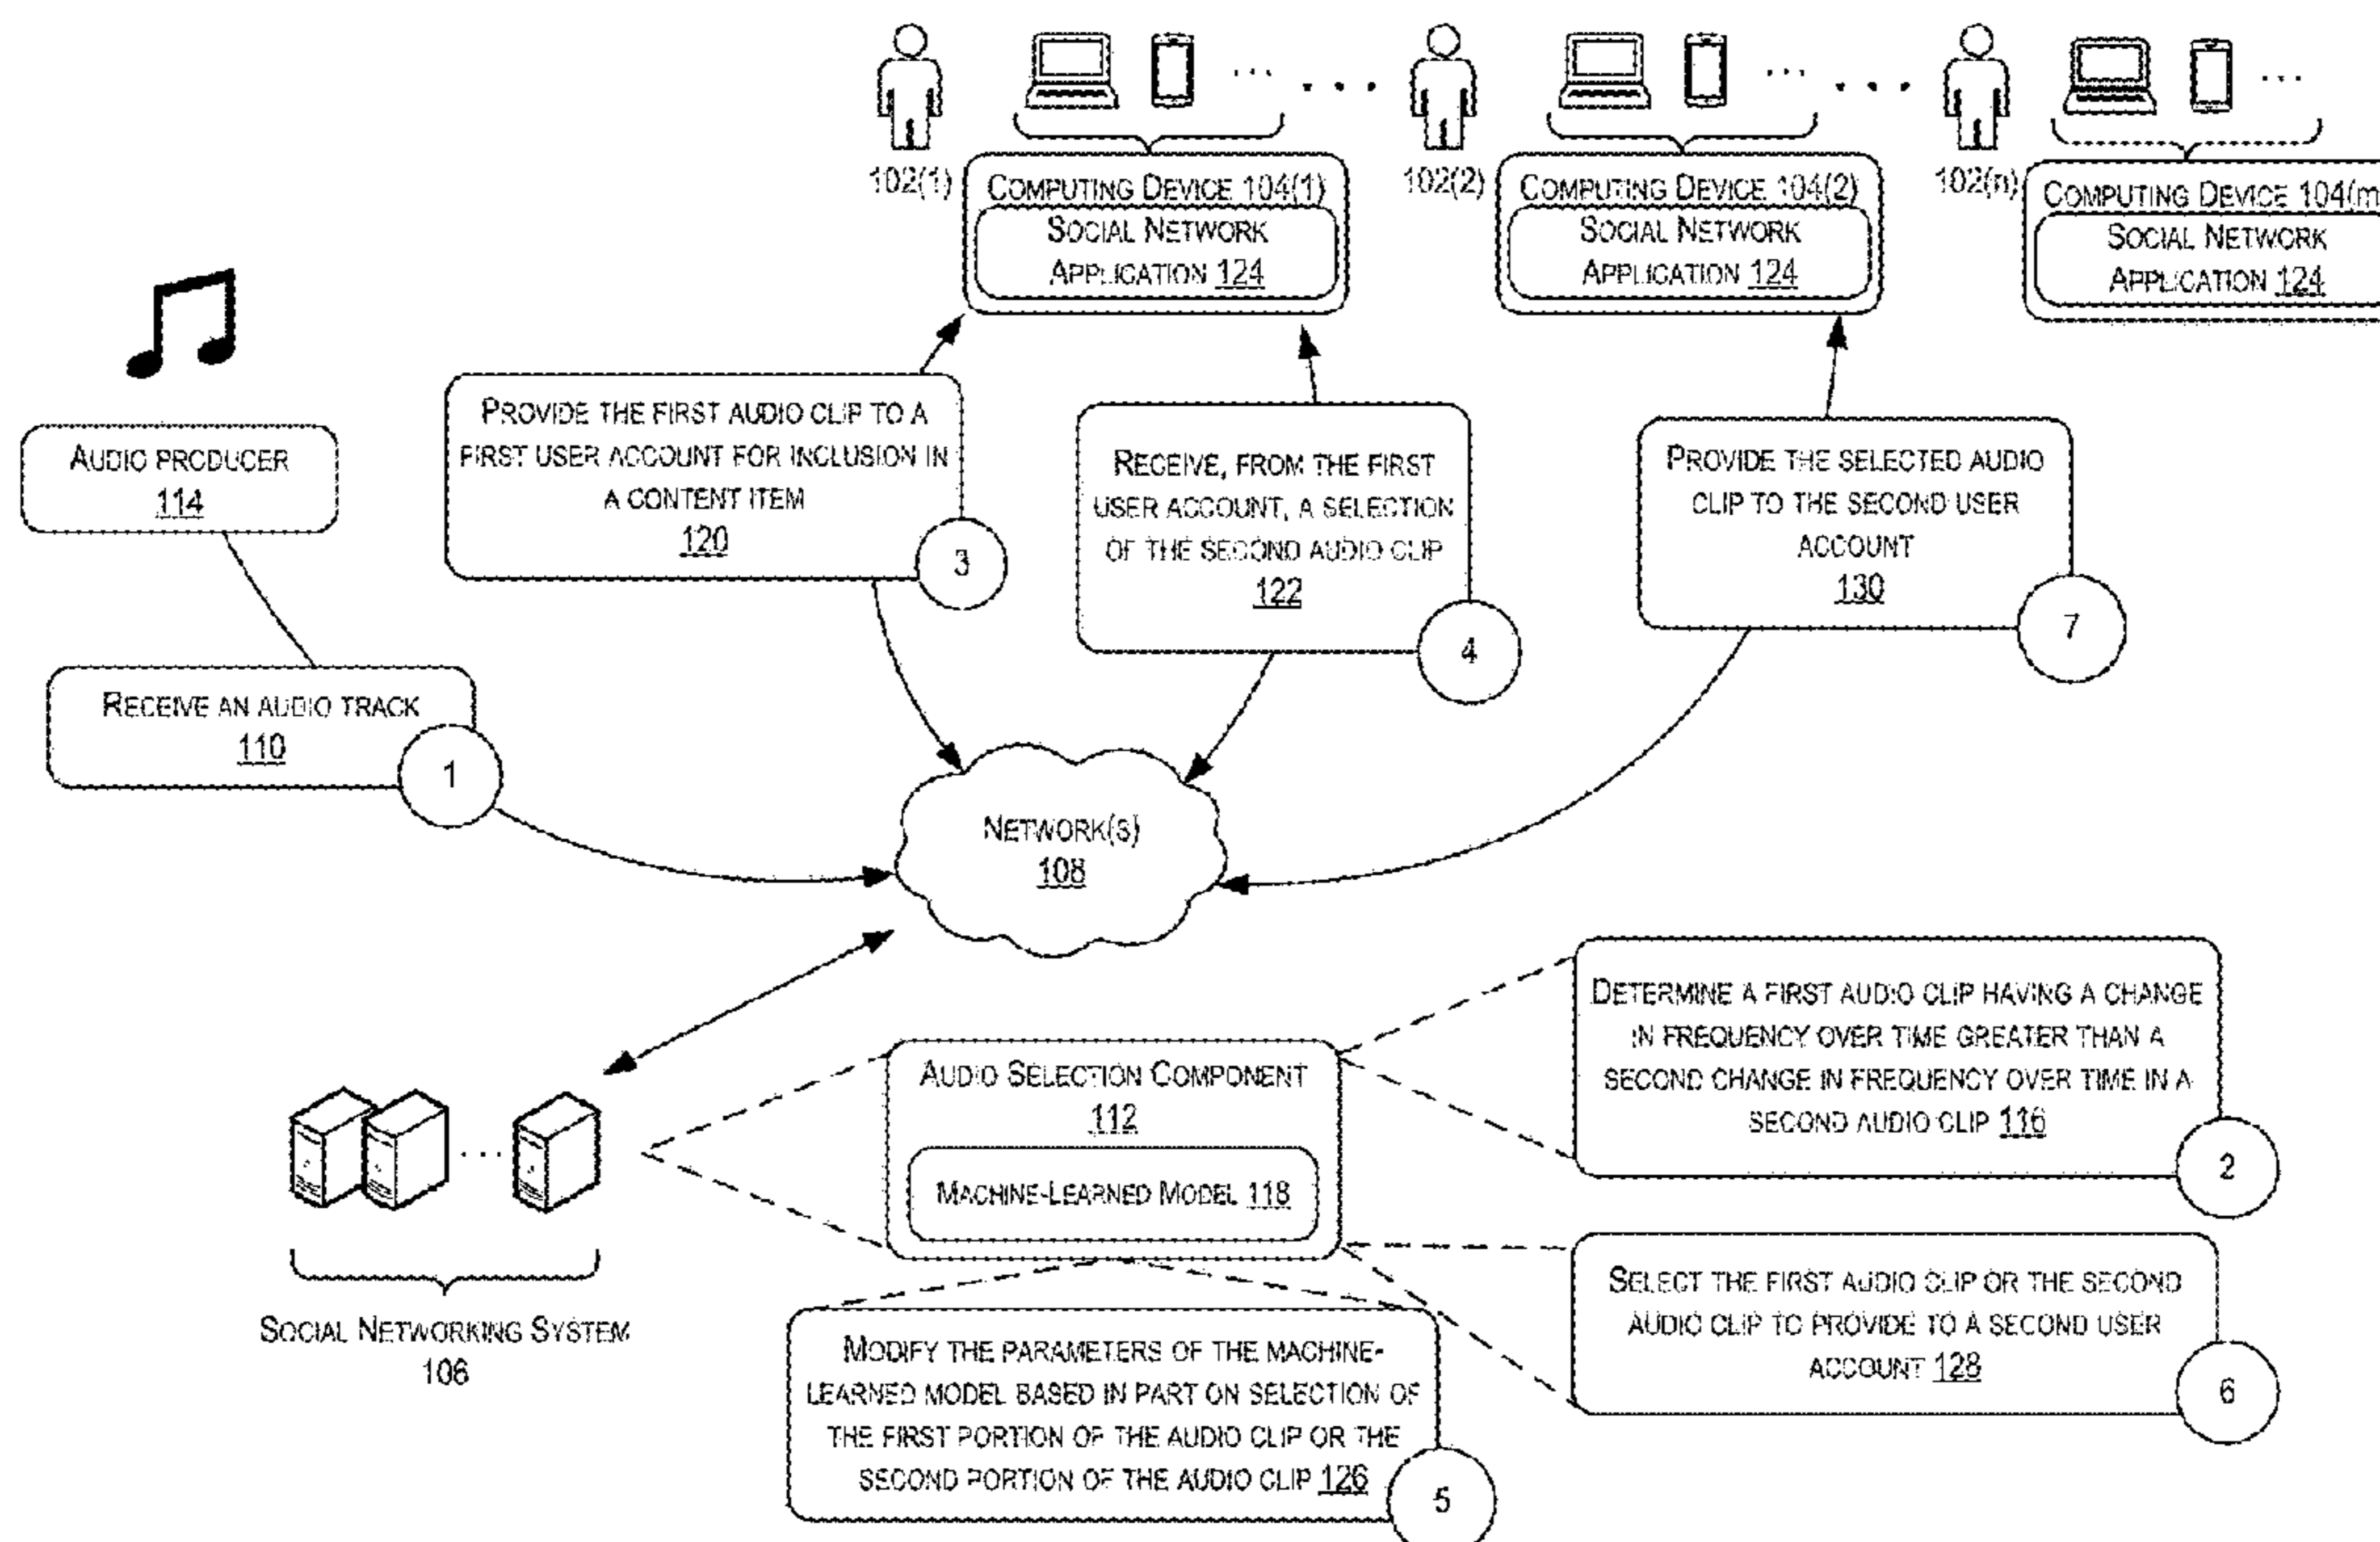 102(1)
COMPUTING DEVICE 104(1)
SOCIAL NETWORK
APPLICATION 124
102(2)
COMPUTING DEVICE 104(2)
SOCIAL NETWORK
APPLICATION 124
102(n)
COMPUTING DEVICE 104(m
SOCIAL NETWORK
APPLICATION 124
AUDIO PRODUCER
114
PROVIDE THE FIRST AUDIO CLIP TO A
FIRST USER ACCOUNT FOR INCLUSION IN
A CONTENT ITEM
120
3
RECEIVE, FROM THE FIRST
USER ACCOUNT, A SELECTION
OF THE SECOND AUDIO CLIP
122
4
PROVIDE THE SELECTED AUDIO
CLIP TO THE SECOND USER
ACCOUNT
130
7
RECEIVE AN AUDIO TRACK
110
1
NETWORK(S)
108
DETERMINE A FIRST AUDIO CLIP HAVING A CHANGE
IN FREQUENCY OVER TIME GREATER THAN A
SECOND CHANGE IN FREQUENCY OVER TIME IN A
SECOND AUDIO CLIP 116
2
AUDIO SELECTION COMPONENT
112
MACHINE-LEARNED MODEL 118
SOCIAL NETWORKING SYSTEM
106
SELECT THE FIRST AUDIO CLIP OR THE SECOND
AUDIO CLIP TO PROVIDE TO A SECOND USER
ACCOUNT 128
6
MODIFY THE PARAMETERS OF THE MACHINE-
LEARNED MODEL BASED IN PART ON SELECTION OF
THE FIRST PORTION OF THE AUDIO CLIP OR THE
SECOND PORTION OF THE AUDIO CLIP 126
5